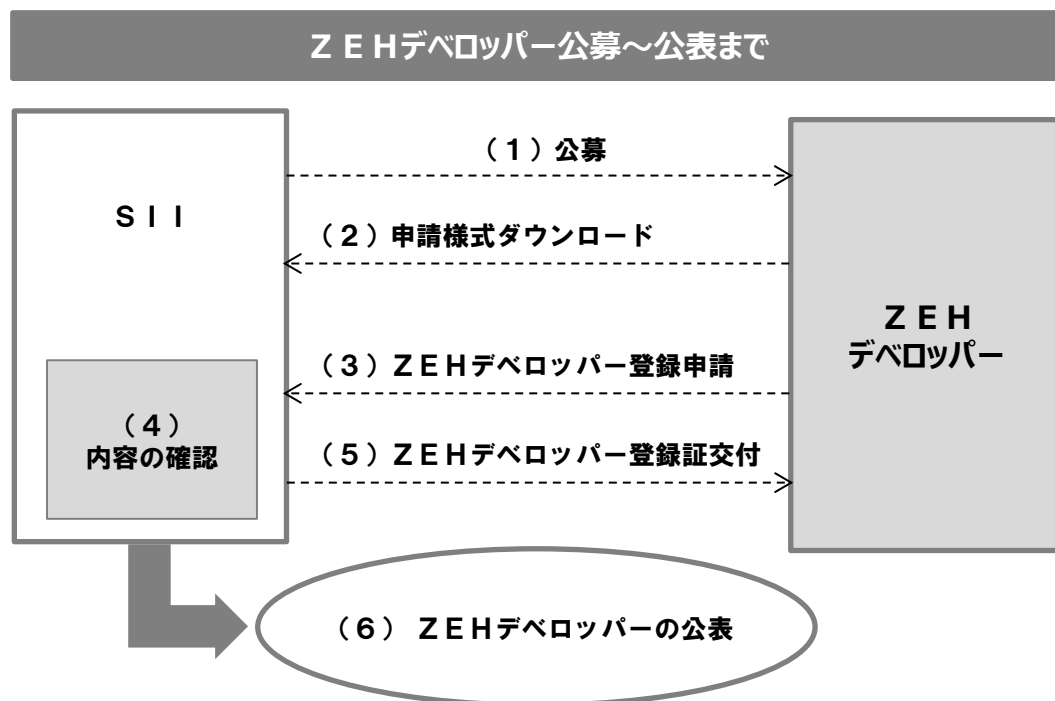 ＺＥＨデベロッパー公募～公表まで
（１）公募
ＳＩＩ
（２）申請様式ダウンロード
ＺＥＨ
デベロッパー
（３）ＺＥＨデベロッパー登録申請
（４）
内容の確認
（５）ＺＥＨデベロッパー登録証交付
（６） ＺＥＨデベロッパーの公表